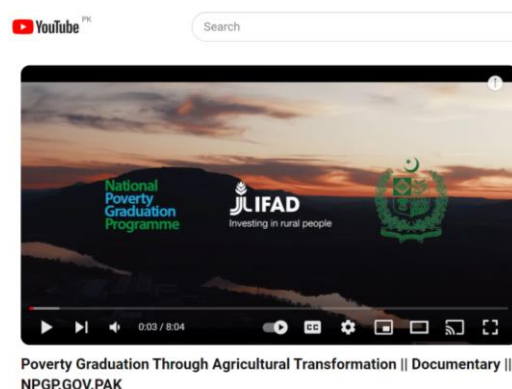 YouTube PK
Search
National
Poverty
Graduation
Programme
IFAD
Investing in rural people
0:03 / 8:04
CC
Poverty Graduation Through Agricultural Transformation || Documentary ||
NPGP.GOV.PAK